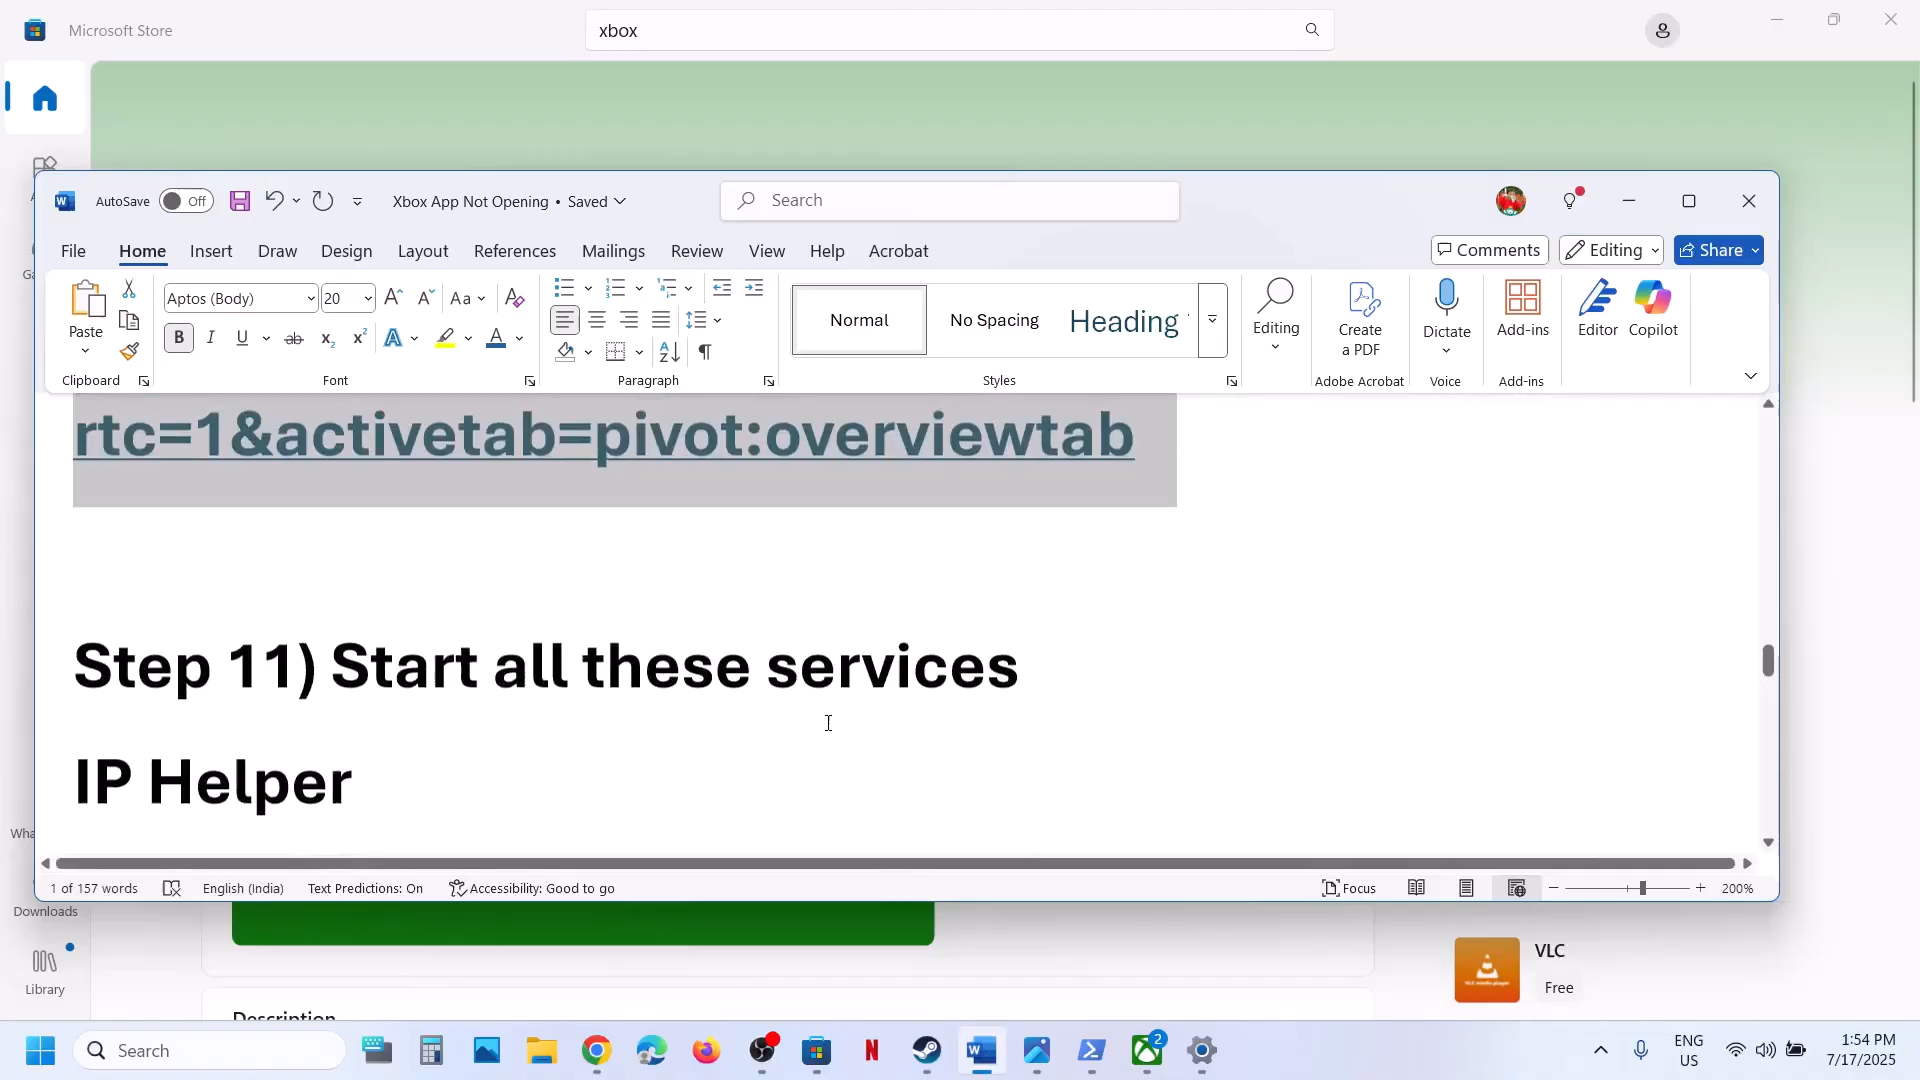 Microsoft Store
xbox
AutoSave
Off
Xbox App Not Opening • Saved
Search
File
Home
Insert
Draw
Design
Layout
References
Mailings
Review
View
Help
Acrobat
Comments
Editing
Share
Paste
Clipboard
Aptos (Body)
20
Font
Paragraph
Normal
No Spacing
Heading
Styles
Editing
Create
a PDF
Adobe Acrobat
Dictate
Voice
Add-ins
Add-ins
Editor
Copilot
rtc=1&activetab=pivot:overviewtab
Step 11) Start all these services
IP Helper
1 of 157 words
English (India)
Text Predictions: On
Accessibility: Good to go
Focus
200%
Downloads
Library
VLC
Free
Description
Search
2
ENG
US
1:54 PM
7/17/2025